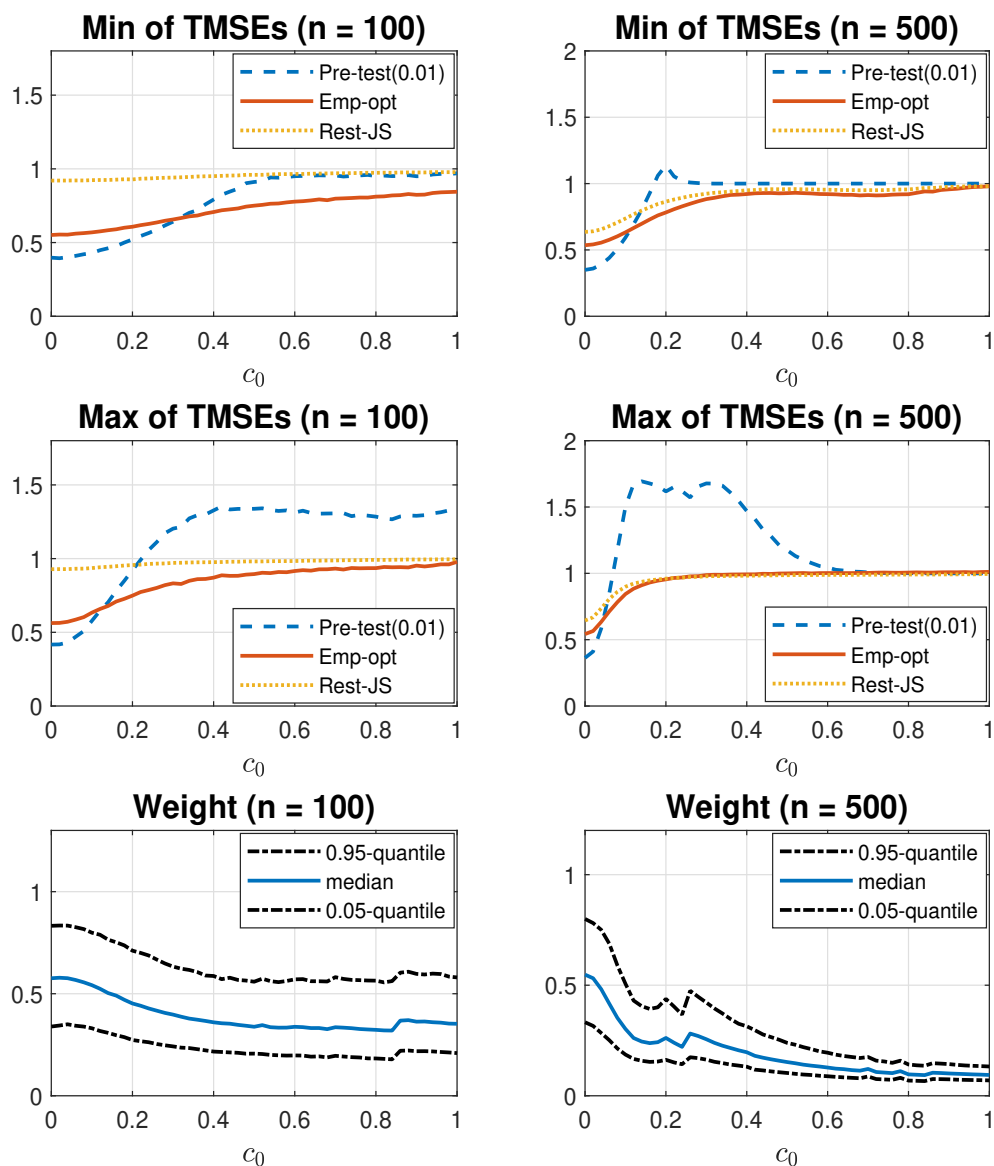 Min of TMSEs (n = 100)
1.5
1
0.5
0
Pre-test(0.01)
Emp-opt
Rest-JS
0 0.2 0.4 0.6 0.8 1
c0
Min of TMSEs (n = 500)
2
1.5
1
0.5
0
Pre-test(0.01)
Emp-opt
Rest-JS
0 0.2 0.4 0.6 0.8 1
c0
Max of TMSEs (n = 100)
1.5
1
0.5
0
Pre-test(0.01)
Emp-opt
Rest-JS
0 0.2 0.4 0.6 0.8 1
c0
Max of TMSEs (n = 500)
2
1.5
1
0.5
0
Pre-test(0.01)
Emp-opt
Rest-JS
0 0.2 0.4 0.6 0.8 1
c0
Weight (n = 100)
1
0.5
0
0.95-quantile
median
0.05-quantile
0 0.2 0.4 0.6 0.8 1
c0
Weight (n = 500)
1
0.5
0
0.95-quantile
median
0.05-quantile
0 0.2 0.4 0.6 0.8 1
c0